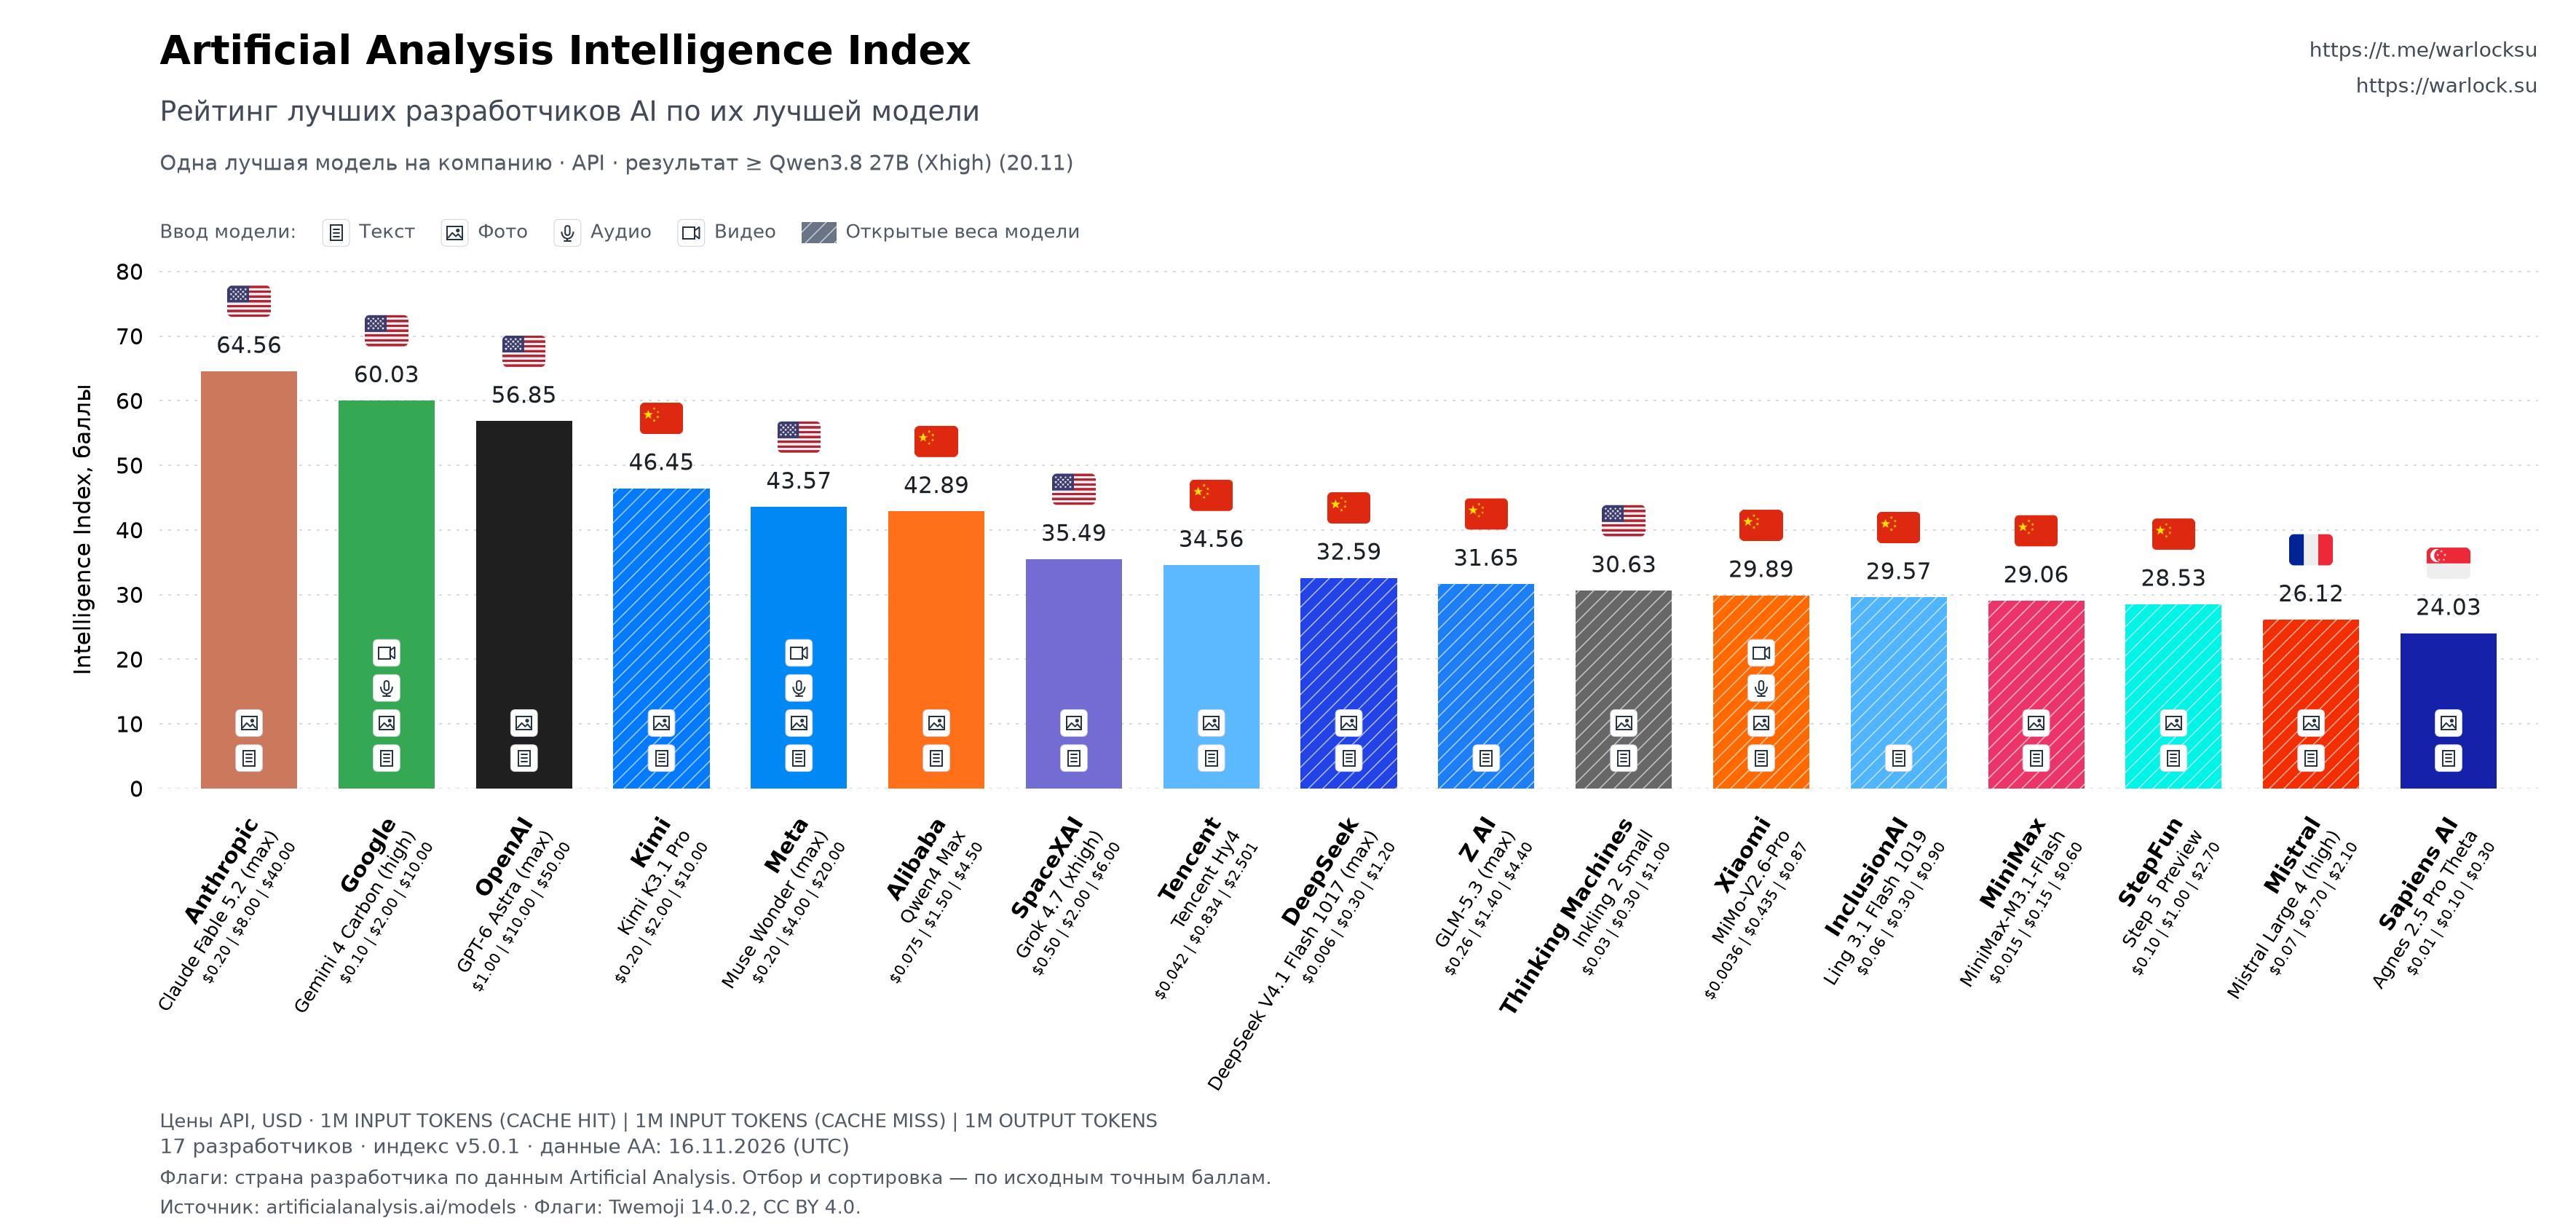 Artificial Analysis Intelligence Index
https://t.me/warlocksu
https://warlock.su
Рейтинг лучших разработчиков AI по их лучшей модели
Одна лучшая модель на компанию · API · результат ≥ Qwen3.8 27B (Xhigh) (20.11)
Ввод модели: Текст Фото Аудио Видео Открытые веса модели
Intelligence Index, баллы
80
70
60
50
40
30
20
10
0
64.56
60.03
56.85
46.45
43.57
42.89
35.49
34.56
32.59
31.65
30.63
29.89
29.57
29.06
28.53
26.12
24.03
Anthropic
Claude Fable 5.2 (max)
$0.20 | $8.00 | $40.00
Google
Gemini 4 Carbon (high)
$0.10 | $2.00 | $10.00
OpenAI
GPT-6 Astra (max)
$1.00 | $10.00 | $50.00
Kimi
Kimi K3.1 Pro
$0.20 | $2.00 | $10.00
Meta
Muse Wonder (max)
$0.20 | $4.00 | $20.00
Alibaba
Qwen4 Max
$0.075 | $1.50 | $4.50
SpaceXAI
Grok 4.7 (xhigh)
$0.50 | $2.00 | $6.00
Tencent
Tencent Hy4
$0.042 | $0.834 | $2.501
DeepSeek
DeepSeek V4.1 Flash 1017 (max)
$0.006 | $0.30 | $1.20
Z AI
GLM-5.3 (max)
$0.26 | $1.40 | $4.40
Thinking Machines
Inkling 2 Small
$0.03 | $0.30 | $1.00
Xiaomi
MiMo-V2.6-Pro
$0.0036 | $0.435 | $0.87
InclusionAI
Ling 3.1 Flash 1019
$0.06 | $0.30 | $0.90
MiniMax
MiniMax-M3.1-Flash
$0.015 | $0.15 | $0.60
StepFun
Step 5 Preview
$0.10 | $1.00 | $2.70
Mistral
Mistral Large 4 (high)
$0.07 | $0.70 | $2.10
Sapiens AI
Agnes 2.5 Pro Theta
$0.01 | $0.10 | $0.30
Цены API, USD · 1M INPUT TOKENS (CACHE HIT) | 1M INPUT TOKENS (CACHE MISS) | 1M OUTPUT TOKENS
17 разработчиков · индекс v5.0.1 · данные AA: 16.11.2026 (UTC)
Флаги: страна разработчика по данным Artificial Analysis. Отбор и сортировка — по исходным точным баллам.
Источник: artificialanalysis.ai/models · Флаги: Twemoji 14.0.2, CC BY 4.0.